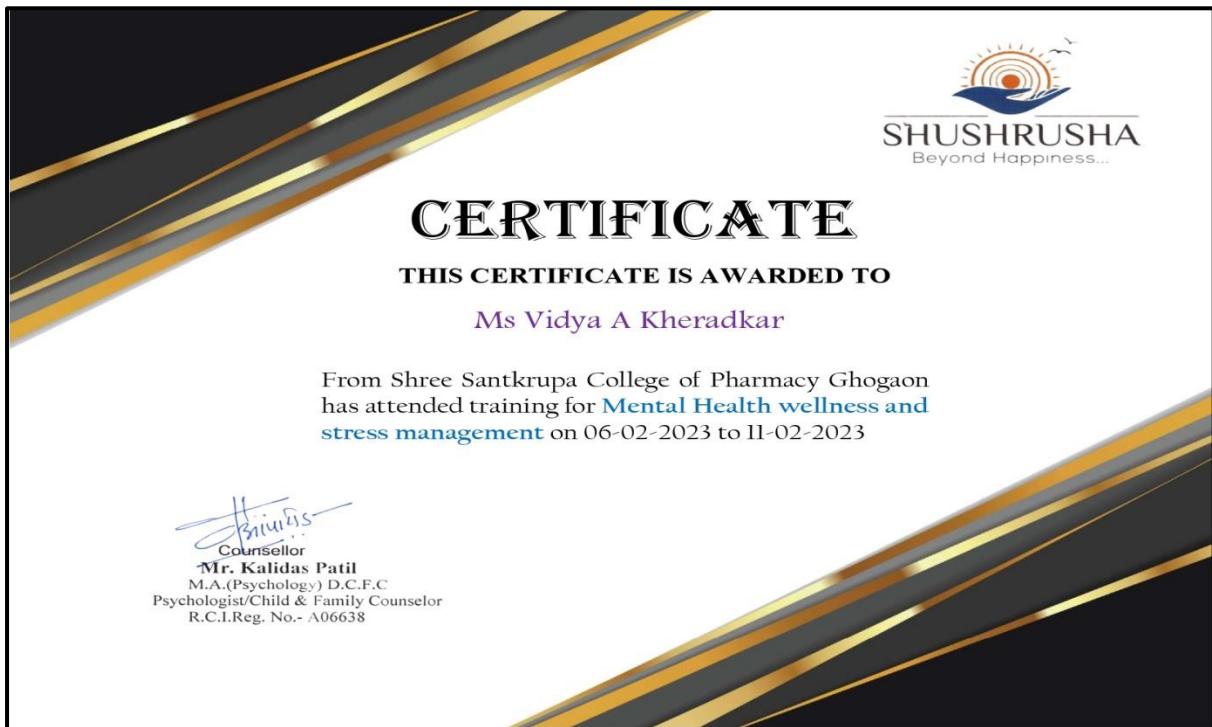 SHUSHRUSHA
Beyond Happiness...
CERTIFICATE
THIS CERTIFICATE IS AWARDED TO
Ms Vidya A Kheradkar
From Shree Santkrupa College of Pharmacy Ghogaon
has attended training for Mental Health wellness and
stress management on 06-02-2023 to 11-02-2023
Counsellor
Mr. Kalidas Patil
M.A.(Psychology) D.C.F.C
Psychologist/Child & Family Counselor
R.C.I.Reg. No.- A06638